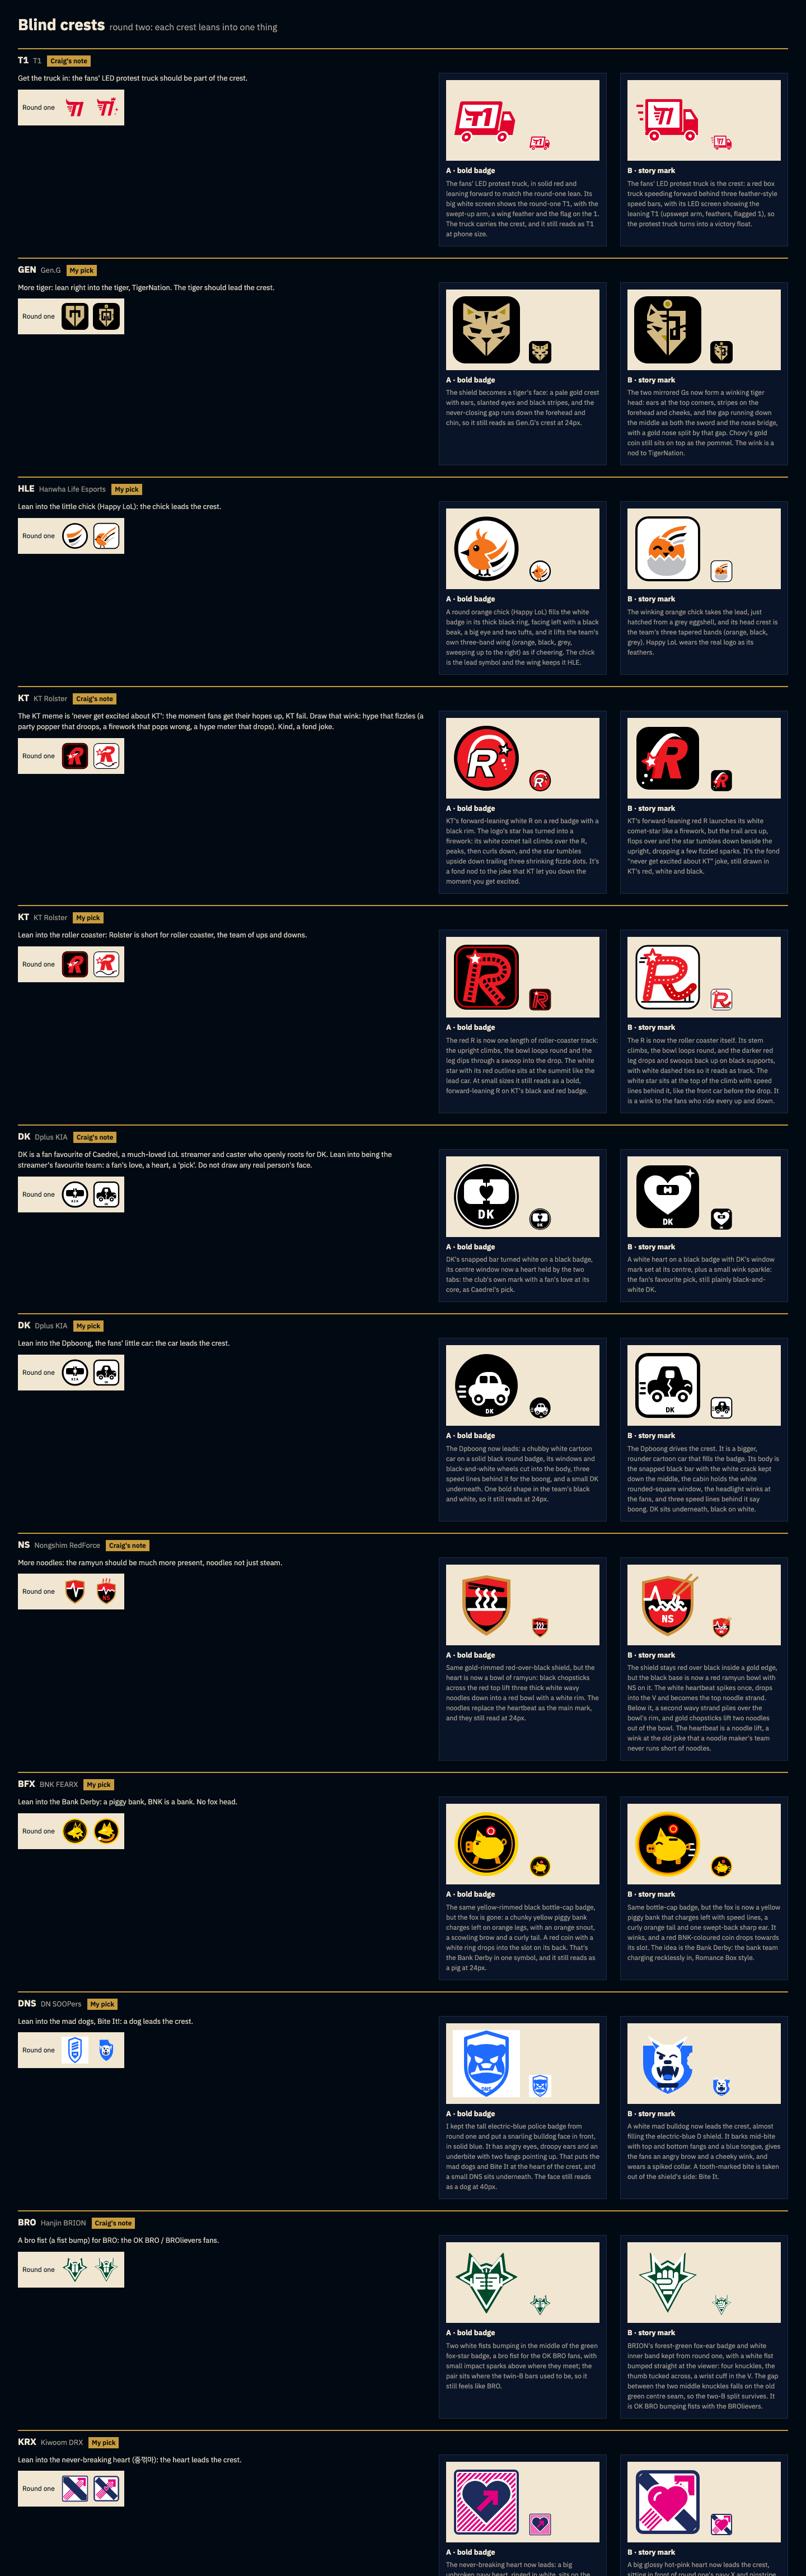 Blind crests round two: each crest leans into one thing
T1 T1 Craig's note
Get the truck in: the fans' LED protest truck should be part of the crest.
Round one
A · bold badge
The fans' LED protest truck, in solid red and
leaning forward to match the round-one lean. Its
big white screen shows the round-one T1, with the
swept-up arm, a wing feather and the flag on the 1.
The truck carries the crest, and it still reads as T1
at phone size.
B · story mark
The fans' LED protest truck is the crest: a red box
truck speeding forward behind three feather-style
speed bars, with its LED screen showing the
leaning T1 (upswept arm, feathers, flagged 1), so
the protest truck turns into a victory float.
GEN Gen.G My pick
More tiger: lean right into the tiger, TigerNation. The tiger should lead the crest.
Round one
A · bold badge
The shield becomes a tiger's face: a pale gold crest
with ears, slanted eyes and black stripes, and the
never-closing gap runs down the forehead and
chin, so it still reads as Gen.G's crest at 24px.
B · story mark
The two mirrored Gs now form a winking tiger
head: ears at the top corners, stripes on the
forehead and cheeks, and the gap running down
the middle as both the sword and the nose bridge,
with a gold nose split by that gap. Chovy's gold
coin still sits on top as the pommel. The wink is a
nod to TigerNation.
HLE Hanwha Life Esports My pick
Lean into the little chick (Happy LoL): the chick leads the crest.
Round one
A · bold badge
A round orange chick (Happy LoL) fills the white
badge in its thick black ring, facing left with a black
beak, a big eye and two tufts, and it lifts the team's
own three-band wing (orange, black, grey,
sweeping up to the right) as if cheering. The chick
is the lead symbol and the wing keeps it HLE.
B · story mark
The winking orange chick takes the lead, just
hatched from a grey eggshell, and its head crest is
the team's three tapered bands (orange, black,
grey). Happy LoL wears the real logo as its
feathers.
KT KT Rolster Craig's note
The KT meme is 'never get excited about KT': the moment fans get their hopes up, KT fail. Draw that wink: hype that fizzles (a
party popper that droops, a firework that pops wrong, a hype meter that drops). Kind, a fond joke.
Round one
A · bold badge
KT's forward-leaning white R on a red badge with a
black rim. The logo's star has turned into a
firework: its white comet tail climbs over the R,
peaks, then curls down, and the star tumbles
upside down trailing three shrinking fizzle dots. It's
a fond nod to the joke that KT let you down the
moment you get excited.
B · story mark
KT's forward-leaning red R launches its white
comet-star like a firework, but the trail arcs up,
flops over and the star tumbles down beside the
upright, dropping a few fizzled sparks. It's the fond
"never get excited about KT" joke, still drawn in
KT's red, white and black.
KT KT Rolster My pick
Lean into the roller coaster: Rolster is short for roller coaster, the team of ups and downs.
Round one
A · bold badge
The red R is now one length of roller-coaster track:
the upright climbs, the bowl loops round and the
leg dips through a swoop into the drop. The white
star with its red outline sits at the summit like the
lead car. At small sizes it still reads as a bold,
forward-leaning R on KT's black and red badge.
B · story mark
The R is now the roller coaster itself. Its stem
climbs, the bowl loops round, and the darker red
leg drops and swoops back up on black supports,
with white dashed ties so it reads as track. The
white star sits at the top of the climb with speed
lines behind it, like the front car before the drop. It
is a wink to the fans who ride every up and down.
DK Dplus KIA Craig's note
DK is a fan favourite of Caedrel, a much-loved LoL streamer and caster who openly roots for DK. Lean into being the
streamer's favourite team: a fan's love, a heart, a 'pick'. Do not draw any real person's face.
Round one
A · bold badge
DK's snapped bar turned white on a black badge,
its centre window now a heart held by the two
tabs: the club's own mark with a fan's love at its
core, as Caedrel's pick.
B · story mark
A white heart on a black badge with DK's window
mark set at its centre, plus a small wink sparkle:
the fan's favourite pick, still plainly black-and-
white DK.
DK Dplus KIA My pick
Lean into the Dpboong, the fans' little car: the car leads the crest.
Round one
A · bold badge
The Dpboong now leads: a chubby white cartoon
car on a solid black round badge, its windows and
black-and-white wheels cut into the body, three
speed lines behind it for the boong, and a small DK
underneath. One bold shape in the team's black
and white, so it still reads at 24px.
B · story mark
The Dpboong drives the crest. It is a bigger,
rounder cartoon car that fills the badge. Its body is
the snapped black bar with the white crack kept
down the middle, the cabin holds the white
rounded-square window, the headlight winks at
the fans, and three speed lines behind it say
boong. DK sits underneath, black on white.
NS Nongshim RedForce Craig's note
More noodles: the ramyun should be much more present, noodles not just steam.
Round one
A · bold badge
Same gold-rimmed red-over-black shield, but the
heart is now a bowl of ramyun: black chopsticks
across the red top lift three thick white wavy
noodles down into a red bowl with a white rim. The
noodles replace the heartbeat as the main mark,
and they still read at 24px.
B · story mark
The shield stays red over black inside a gold edge,
but the black base is now a red ramyun bowl with
NS on it. The white heartbeat spikes once, drops
into the V and becomes the top noodle strand.
Below it, a second wavy strand piles over the
bowl's rim, and gold chopsticks lift two noodles
out of the bowl. The heartbeat is a noodle lift, a
wink at the old joke that a noodle maker's team
never runs short of noodles.
BFX BNK FEARX My pick
Lean into the Bank Derby: a piggy bank, BNK is a bank. No fox head.
Round one
A · bold badge
The same yellow-rimmed black bottle-cap badge,
but the fox is gone: a chunky yellow piggy bank
charges left on orange legs, with an orange snout,
a scowling brow and a curly tail. A red coin with a
white ring drops into the slot on its back. That's
the Bank Derby in one symbol, and it still reads as
a pig at 24px.
B · story mark
Same bottle-cap badge, but the fox is now a yellow
piggy bank that charges left with speed lines, a
curly orange tail and one swept-back sharp ear. It
winks, and a red BNK-coloured coin drops towards
its slot. The idea is the Bank Derby: the bank team
charging recklessly in, Romance Box style.
DNS DN SOOPers My pick
Lean into the mad dogs, Bite It!: a dog leads the crest.
Round one
A · bold badge
I kept the tall electric-blue police badge from
round one and put a snarling bulldog face in front,
in solid blue. It has angry eyes, droopy ears and an
underbite with two fangs pointing up. That puts the
mad dogs and Bite It at the heart of the crest, and
a small DNS sits underneath. The face still reads
as a dog at 40px.
B · story mark
A white mad bulldog now leads the crest, almost
filling the electric-blue D shield. It barks mid-bite
with top and bottom fangs and a blue tongue, gives
the fans an angry brow and a cheeky wink, and
wears a spiked collar. A tooth-marked bite is taken
out of the shield's side: Bite It.
BRO Hanjin BRION Craig's note
A bro fist (a fist bump) for BRO: the OK BRO / BROlievers fans.
Round one
A · bold badge
Two white fists bumping in the middle of the green
fox-star badge, a bro fist for the OK BRO fans, with
small impact sparks above where they meet; the
pair sits where the twin-B bars used to be, so it
still feels like BRO.
B · story mark
BRION's forest-green fox-ear badge and white
inner band kept from round one, with a white fist
bumped straight at the viewer: four knuckles, the
thumb tucked across, a wrist cuff in the V. The gap
between the two middle knuckles falls on the old
green centre seam, so the two-B split survives. It
is OK BRO bumping fists with the BROlievers.
KRX Kiwoom DRX My pick
Lean into the never-breaking heart (중꺾마): the heart leads the crest.
Round one
A · bold badge
The never-breaking heart now leads: a big
unbroken navy heart, ringed in white, sits on the
B · story mark
A big glossy hot-pink heart now leads the crest,
sitting in front of round one's navy X and pinstripe